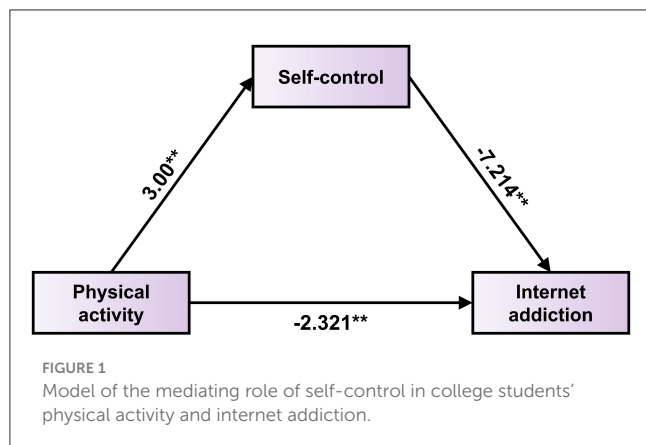 Self-control
3.00**
-7.214**
Physical
activity
Internet
addiction
-2.321**
FIGURE 1
Model of the mediating role of self-control in college students'
physical activity and internet addiction.